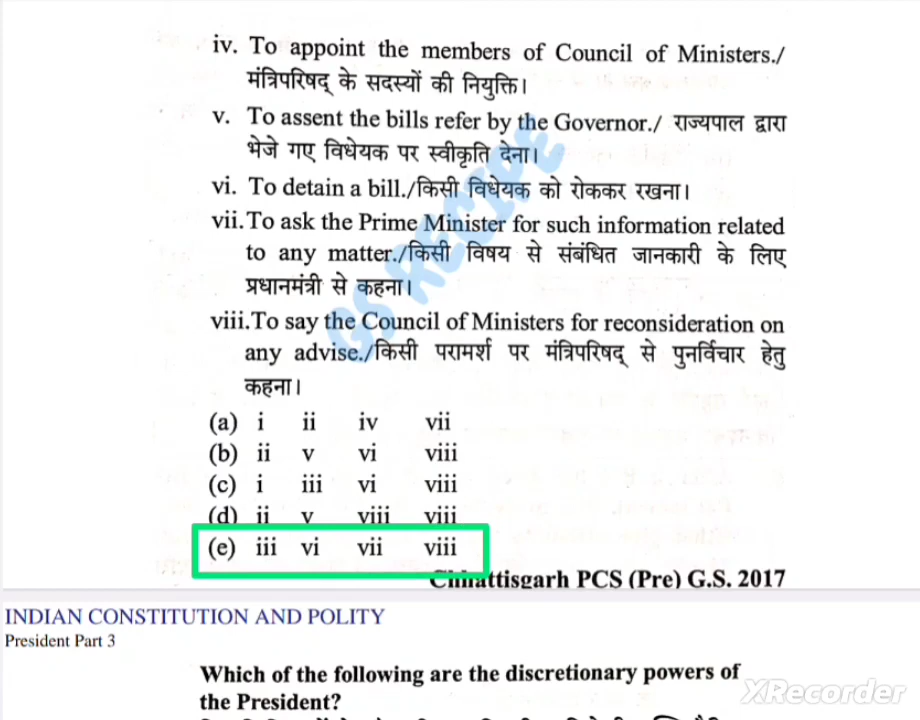 iv. To appoint the members of Council of Ministers./
मंत्रिपरिषद् के सदस्यों की नियुक्ति।
v. To assent the bills refer by the Governor./ राज्यपाल द्वारा
भेजे गए विधेयक पर स्वीकृति देना।
vi. To detain a bill./किसी विधेयक को रोककर रखना।
vii. To ask the Prime Minister for such information related
to any matter./किसी विषय से संबंधित जानकारी के लिए
प्रधानमंत्री से कहना।
viii.To say the Council of Ministers for reconsideration on
any advise./किसी परामर्श पर मंत्रिपरिषद् से पुनर्विचार हेतु
कहना।
GS RECIPE
(a) i ii iv vii
(b) ii v vi viii
(c) i iii vi viii
(d) ii v viii viii
(e) iii vi vii viii
Chhattisgarh PCS (Pre) G.S. 2017
INDIAN CONSTITUTION AND POLITY
President Part 3
Which of the following are the discretionary powers of
the President?
XRecorder